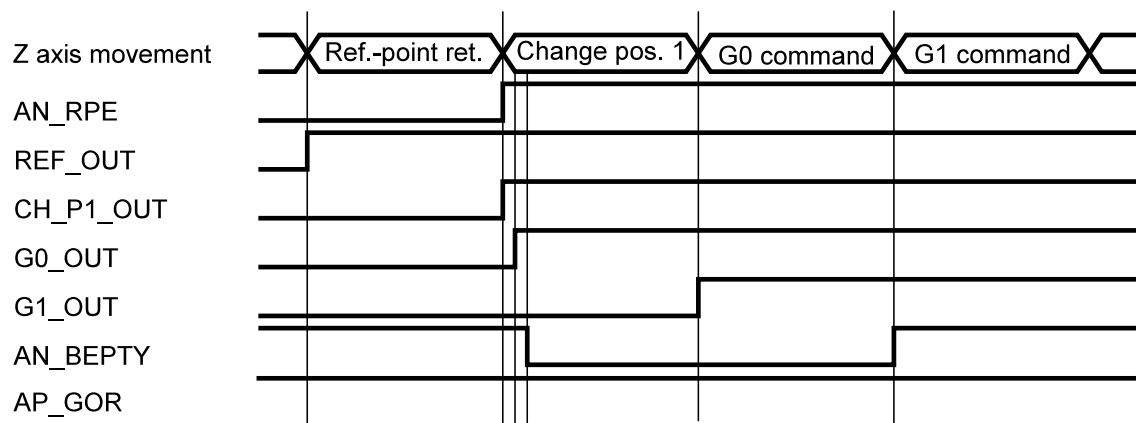 Z axis movement Ref.-point ret. Change pos. 1 G0 command G1 command
AN_RPE
REF_OUT
CH_P1_OUT
G0_OUT
G1_OUT
AN_BEPTY
AP_GOR